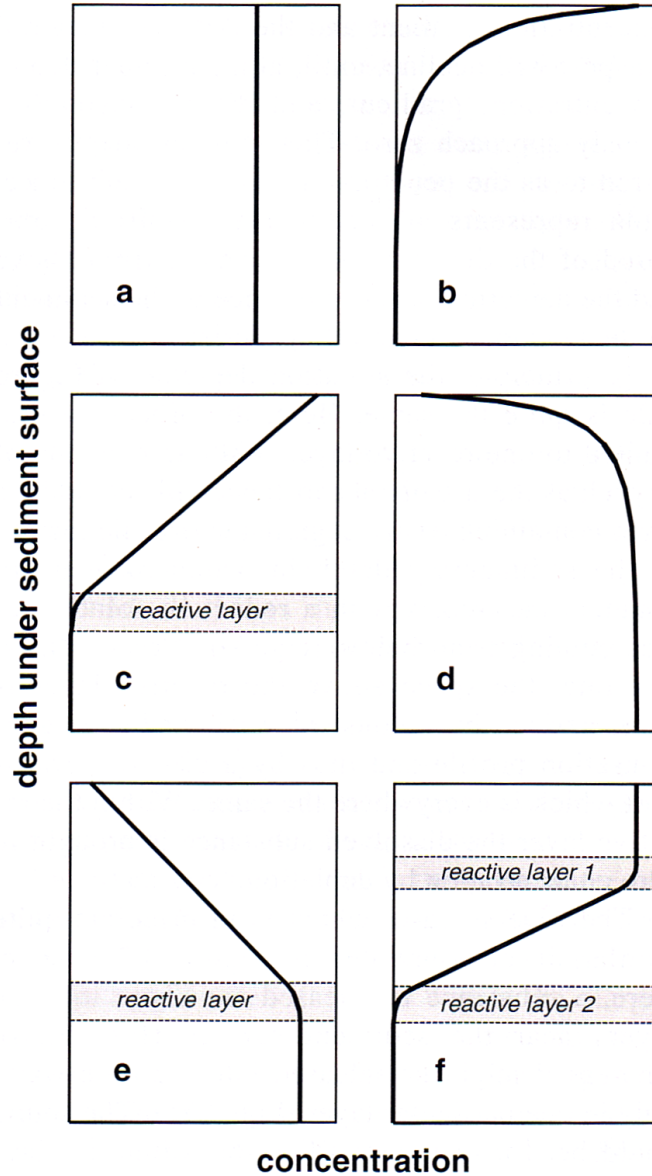 a
b
depth under sediment surface
reactive layer
c
d
reactive layer 1
reactive layer
reactive layer 2
e
f
concentration